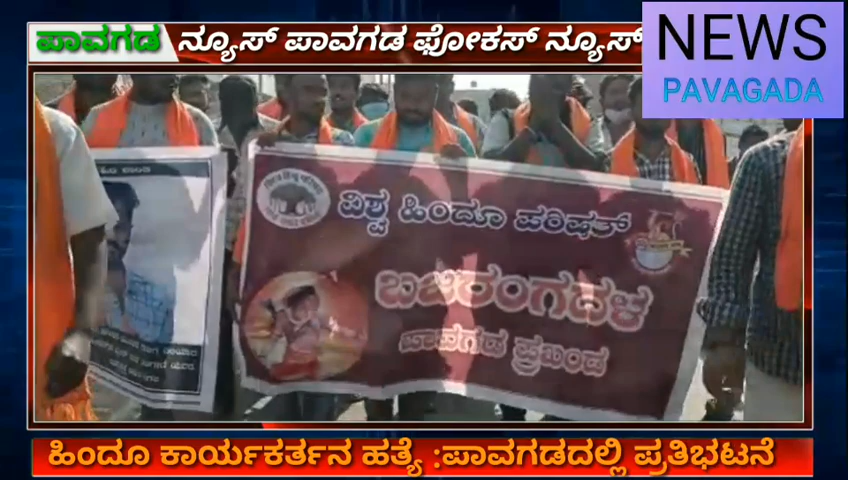 ಪಾವಗಡ ನ್ಯೂಸ್ ಪಾವಗಡ ಫೋಕಸ್ ನ್ಯೂಸ್
NEWS
PAVAGADA
ವಿಶ್ವ ಹಿಂದೂ ಪರಿಷತ್
ಬಜರಂಗದಳ
ಪಾವಗಡ ಪ್ರಖಂಡ
ಹಿಂದೂ ಕಾರ್ಯಕರ್ತನ ಹತ್ಯೆ :ಪಾವಗಡದಲ್ಲಿ ಪ್ರತಿಭಟನೆ